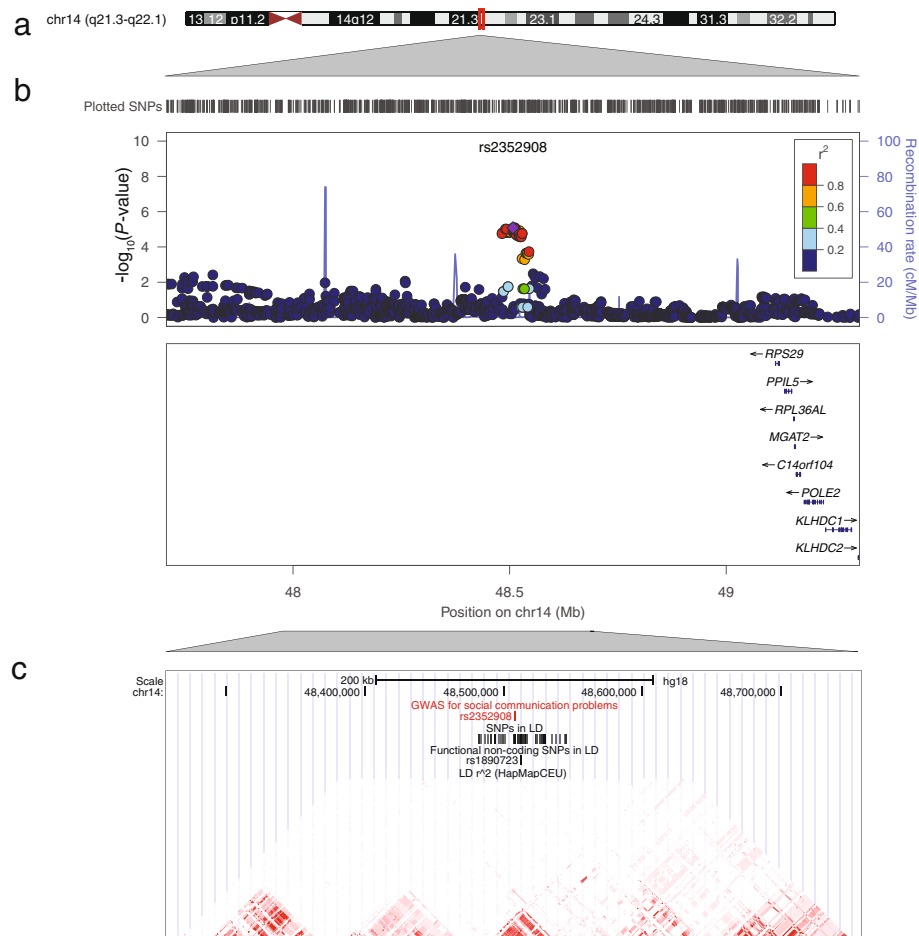 a
chr14 (q21.3-q22.1)
13 12 p11.2 14q12 21.3 23.1 24.3 31.3 32.2
b
Plotted SNPs
rs2352908
-log10(P-value)
10
8
6
4
2
0
r2
0.8
0.6
0.4
0.2
100
80
60
40
20
0
Recombination rate (cM/Mb)
←RPS29
PPIL5→
←RPL36AL
MGAT2→
←C14orf104
←POLE2
KLHDC1→
KLHDC2→
48 48.5 49
Position on chr14 (Mb)
c
Scale 200 kb hg18
chr14: 48,400,000 48,500,000 48,600,000 48,700,000
GWAS for social communication problems
rs2352908
SNPs in LD
Functional non-coding SNPs in LD
rs1890723
LD r^2 (HapMapCEU)